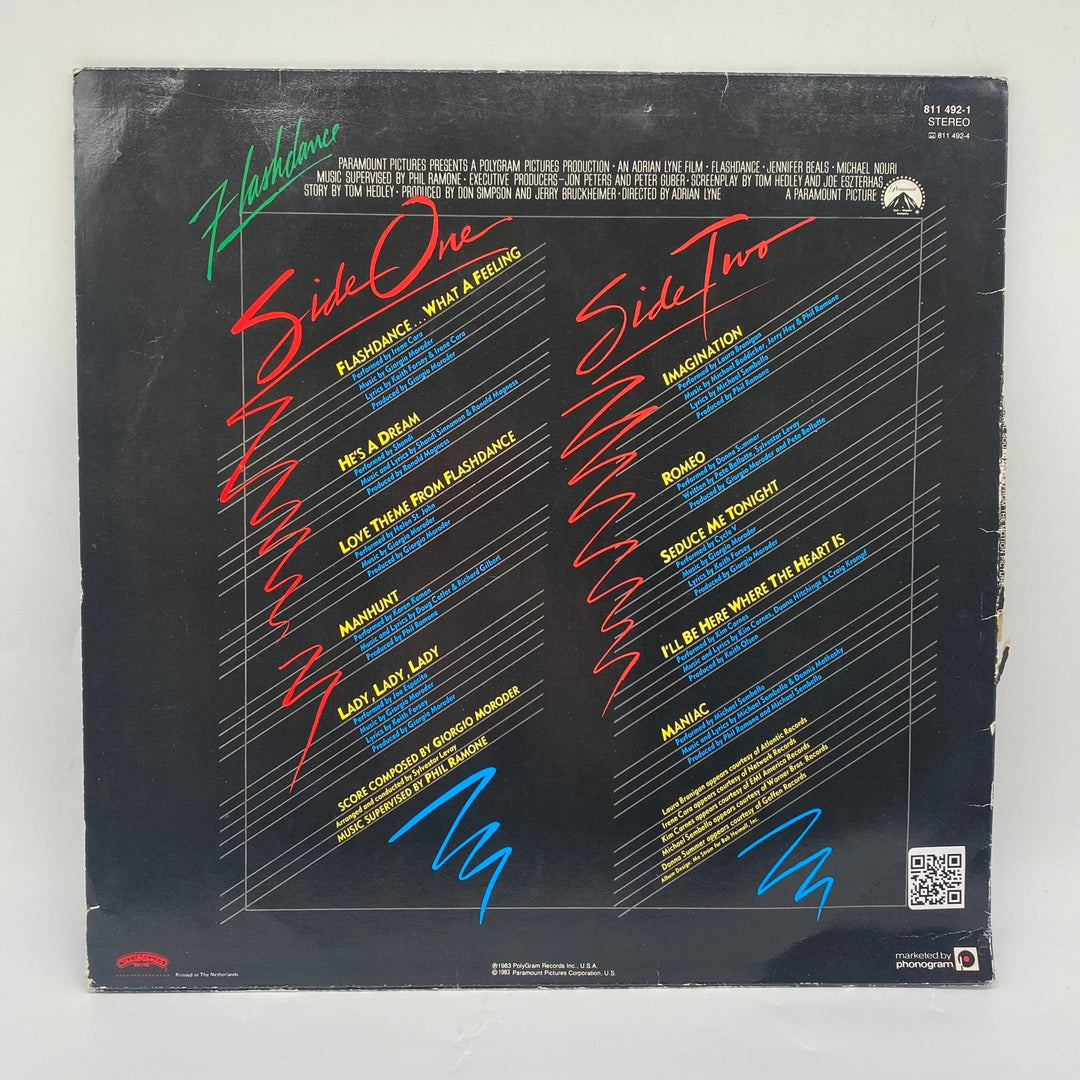 811 492-1
STEREO
811 492-4
Flashdance
PARAMOUNT PICTURES PRESENTS A POLYGRAM PICTURES PRODUCTION · AN ADRIAN LYNE FILM · FLASHDANCE · JENNIFER BEALS · MICHAEL NOURI
MUSIC SUPERVISED BY PHIL RAMONE · EXECUTIVE PRODUCERS · JON PETERS AND PETER GUBER · SCREENPLAY BY TOM HEDLEY AND JOE ESZTERHAS
STORY BY TOM HEDLEY · PRODUCED BY DON SIMPSON AND JERRY BRUCKHEIMER · DIRECTED BY ADRIAN LYNE
A PARAMOUNT PICTURE
Paramount
Side One
FLASHDANCE...WHAT A FEELING
Performed by Irene Cara
Music by Giorgio Moroder
Lyrics by Keith Forsey & Irene Cara
Produced by Giorgio Moroder
HE'S A DREAM
Performed by Shandi
Music and Lyrics by Shandi Sinnamon & Ronald Magness
Produced by Ronald Magness
LOVE THEME FROM FLASHDANCE
Performed by Helen St. John
Music by Giorgio Moroder
Produced by Giorgio Moroder
MANHUNT
Performed by Karen Kamon
Music and Lyrics by Doug Cotler & Richard Gilbert
Produced by Phil Ramone
LADY, LADY, LADY
Performed by Joe Esposito
Music by Giorgio Moroder
Lyrics by Keith Forsey
Produced by Giorgio Moroder
SCORE COMPOSED BY GIORGIO MORODER
Arranged and conducted by Sylvestor Levay
MUSIC SUPERVISED BY PHIL RAMONE
Side Two
IMAGINATION
Performed by Laura Branigan
Music by Michael Boddicker, Jerry Hey & Phil Ramone
Lyrics by Michael Sembello
Produced by Phil Ramone
ROMEO
Performed by Donna Summer
Written by Pete Bellotte, Sylvestor Levay
Produced by Giorgio Moroder and Pete Bellotte
SEDUCE ME TONIGHT
Performed by Cycle V
Music by Giorgio Moroder
Lyrics by Keith Forsey
Produced by Giorgio Moroder
I'LL BE HERE WHERE THE HEART IS
Performed by Kim Carnes
Music and Lyrics by Kim Carnes, Duane Hitchings & Craig Krampf
Produced by Keith Olsen
MANIAC
Performed by Michael Sembello
Music and Lyrics by Michael Sembello & Dennis Matkosky
Produced by Phil Ramone and Michael Sembello
Laura Branigan appears courtesy of Atlantic Records
Irene Cara appears courtesy of Network Records
Kim Carnes appears courtesy of EMI America Records
Michael Sembello appears courtesy of Warner Bros. Records
Donna Summer appears courtesy of Geffen Records
Album Design: Mo Ström for Bob Heimall, Inc.
Casablanca
Printed in The Netherlands
℗1983 PolyGram Records Inc., U.S.A.
©1983 Paramount Pictures Corporation, U.S.
marketed by
phonogram